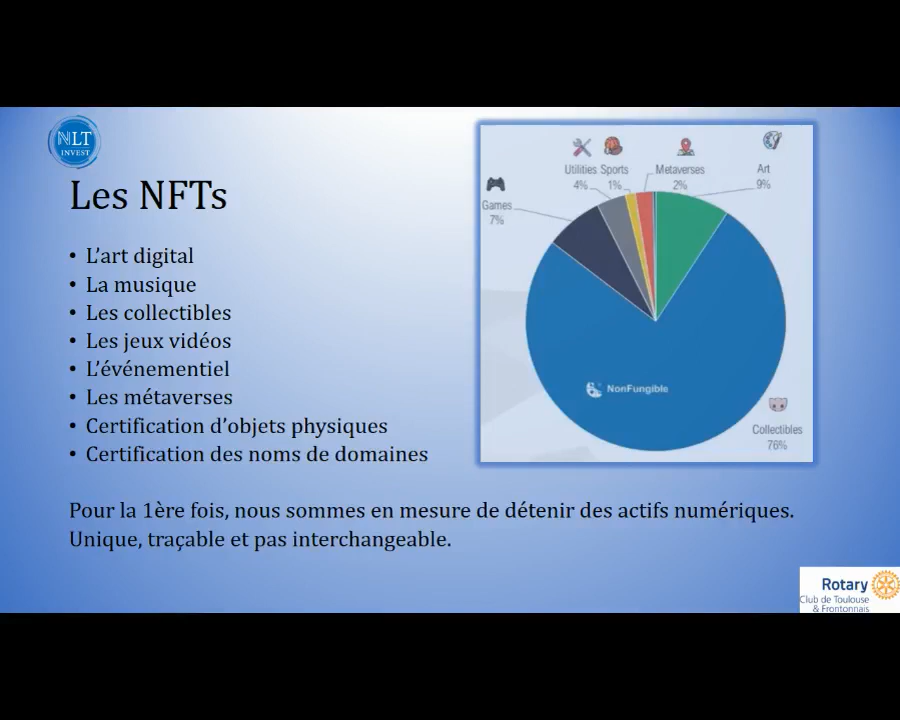 NLT
INVEST
Les NFTs
• L’art digital
• La musique
• Les collectibles
• Les jeux vidéos
• L’événementiel
• Les métaverses
• Certification d’objets physiques
• Certification des noms de domaines
Utilities
4%
Sports
1%
Metaverses
2%
Art
9%
Games
7%
NonFungible
Collectibles
76%
Pour la 1ère fois, nous sommes en mesure de détenir des actifs numériques.
Unique, traçable et pas interchangeable.
Rotary
Club de Toulouse
& Frontonnais